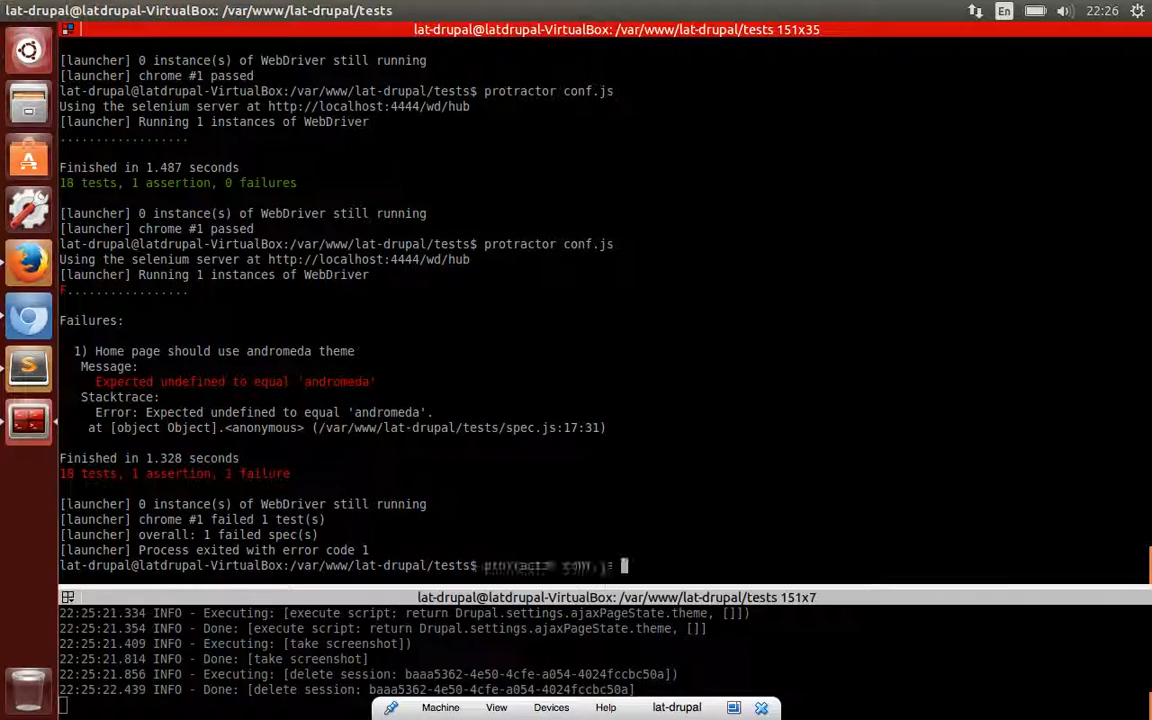 lat-drupal@latdrupal-VirtualBox: /var/www/lat-drupal/tests
En
22:26
lat-drupal@latdrupal-VirtualBox: /var/www/lat-drupal/tests 151x35
[launcher] 0 instance(s) of WebDriver still running
[launcher] chrome #1 passed
lat-drupal@latdrupal-VirtualBox:/var/www/lat-drupal/tests$ protractor conf.js
Using the selenium server at http://localhost:4444/wd/hub
[launcher] Running 1 instances of WebDriver
..................
Finished in 1.487 seconds
18 tests, 1 assertion, 0 failures
[launcher] 0 instance(s) of WebDriver still running
[launcher] chrome #1 passed
lat-drupal@latdrupal-VirtualBox:/var/www/lat-drupal/tests$ protractor conf.js
Using the selenium server at http://localhost:4444/wd/hub
[launcher] Running 1 instances of WebDriver
F.................
Failures:
1) Home page should use andromeda theme
Message:
Expected undefined to equal 'andromeda'
Stacktrace:
Error: Expected undefined to equal 'andromeda'.
at [object Object].<anonymous> (/var/www/lat-drupal/tests/spec.js:17:31)
Finished in 1.328 seconds
18 tests, 1 assertion, 1 failure
[launcher] 0 instance(s) of WebDriver still running
[launcher] chrome #1 failed 1 test(s)
[launcher] overall: 1 failed spec(s)
[launcher] Process exited with error code 1
lat-drupal@latdrupal-VirtualBox:/var/www/lat-drupal/tests$
lat-drupal@latdrupal-VirtualBox: /var/www/lat-drupal/tests 151x7
22:25:21.334 INFO - Executing: [execute script: return Drupal.settings.ajaxPageState.theme, []])
22:25:21.354 INFO - Done: [execute script: return Drupal.settings.ajaxPageState.theme, []]
22:25:21.409 INFO - Executing: [take screenshot])
22:25:21.814 INFO - Done: [take screenshot]
22:25:21.856 INFO - Executing: [delete session: baaa5362-4e50-4cfe-a054-4024fccbc50a])
22:25:22.439 INFO - Done: [delete session: baaa5362-4e50-4cfe-a054-4024fccbc50a]
Machine View Devices Help lat-drupal